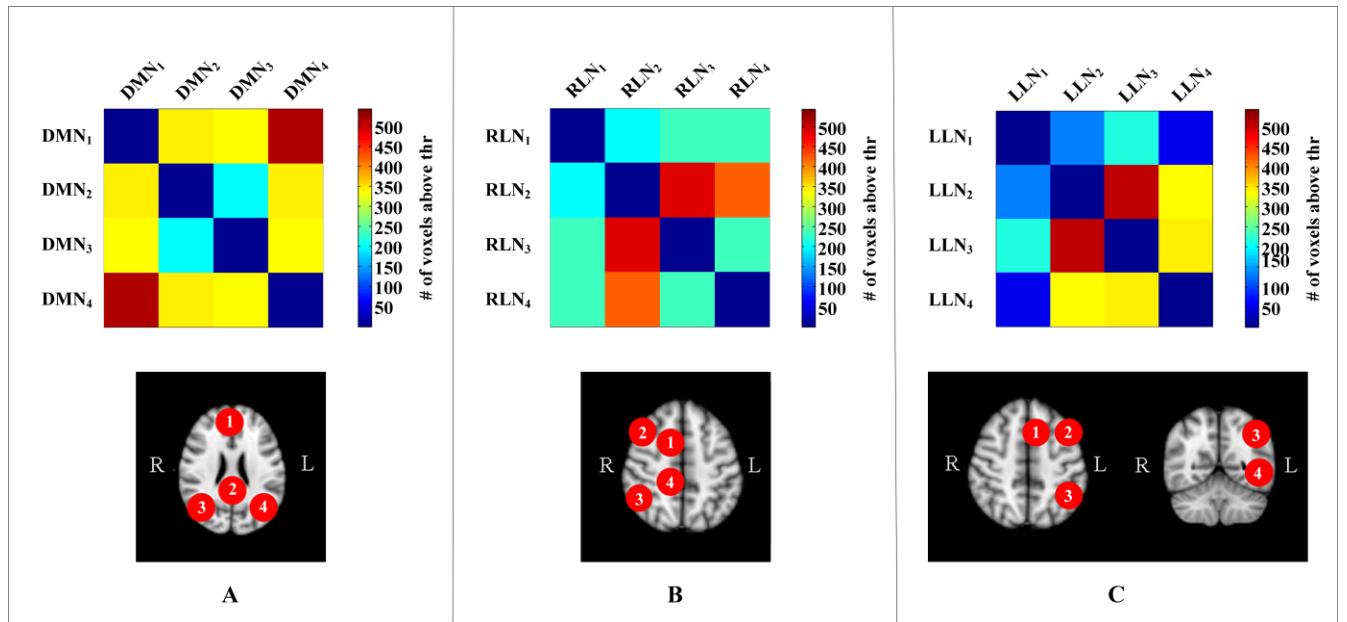 DMN₁ DMN₂ DMN₃ DMN₄
DMN₁
DMN₂
DMN₃
DMN₄
500
450
400
350
300
250
200
150
100
50
# of voxels above thr
R
L
1
2
3
4
A
RLN₁ RLN₂ RLN₃ RLN₄
RLN₁
RLN₂
RLN₃
RLN₄
500
450
400
350
300
250
200
150
100
50
# of voxels above thr
R
L
2
1
4
3
B
LLN₁ LLN₂ LLN₃ LLN₄
LLN₁
LLN₂
LLN₃
LLN₄
500
450
400
350
300
250
200
150
100
50
# of voxels above thr
R
L
1
2
3
R
L
3
4
C